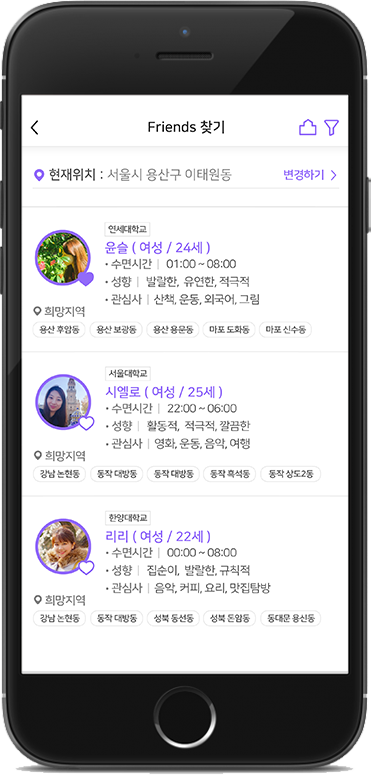 Friends 찾기
현재위치 : 서울시 용산구 이태원동 변경하기 >
연세대학교
윤슬 ( 여성 / 24세 )
• 수면시간 | 01:00 ~ 08:00
• 성향 | 발랄한, 유연한, 적극적
• 관심사 | 산책, 운동, 외국어, 그림
희망지역
용산 후암동 용산 보광동 용산 용문동 마포 도화동 마포 신수동
서울대학교
시엘로 ( 여성 / 25세 )
• 수면시간 | 22:00 ~ 06:00
• 성향 | 활동적, 적극적, 깔끔한
• 관심사 | 영화, 운동, 음악, 여행
희망지역
강남 논현동 동작 대방동 동작 대방동 동작 흑석동 동작 상도2동
한양대학교
리리 ( 여성 / 22세 )
• 수면시간 | 00:00 ~ 08:00
• 성향 | 집순이, 발랄한, 규칙적
• 관심사 | 음악, 커피, 요리, 맛집탐방
희망지역
강남 논현동 동작 대방동 성북 동선동 성북 돈암동 동대문 용신동